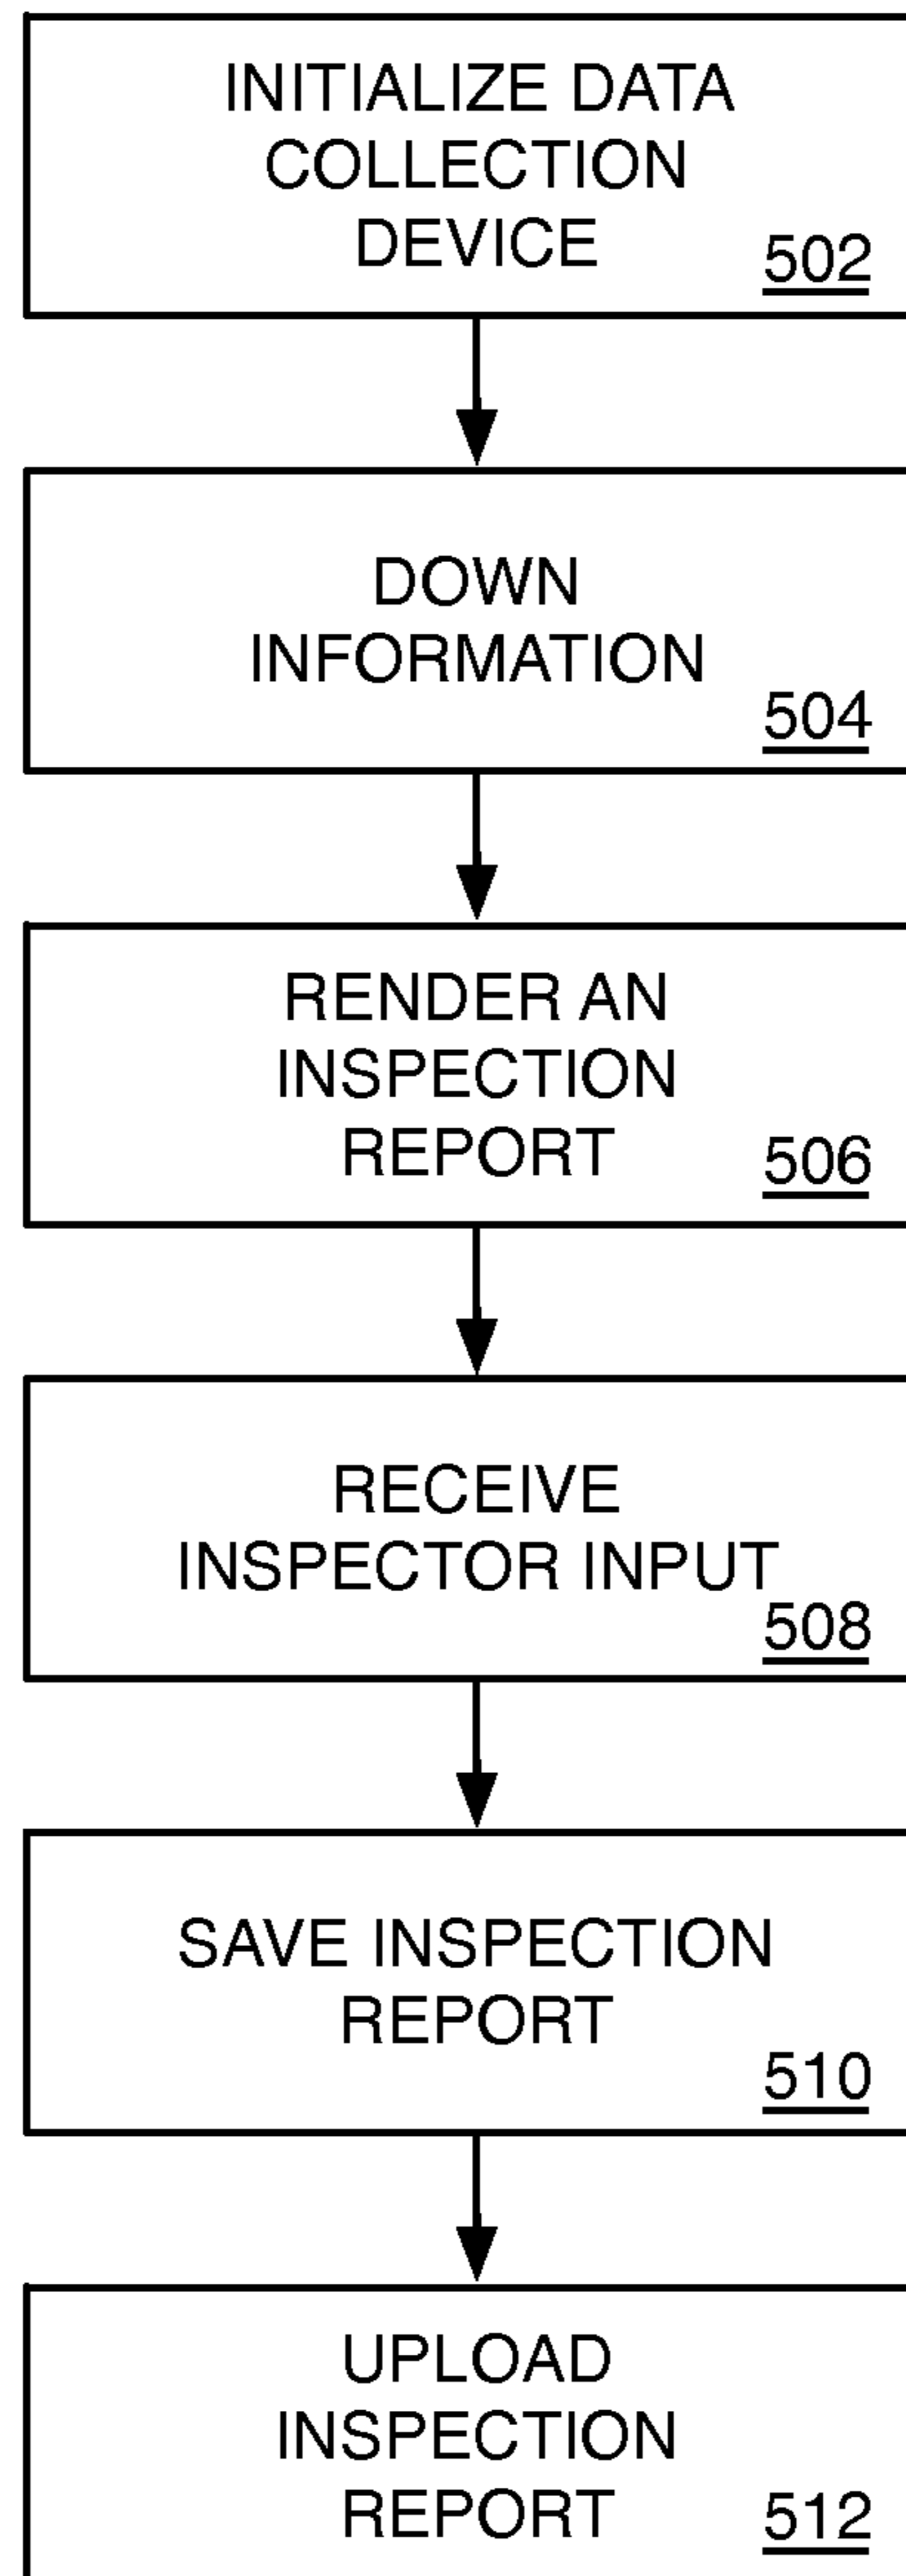 INITIALIZE DATA
COLLECTION
DEVICE
502
DOWN
INFORMATION
504
RENDER AN
INSPECTION
REPORT
506
RECEIVE
INSPECTOR INPUT
508
SAVE INSPECTION
REPORT
510
UPLOAD
INSPECTION
REPORT
512